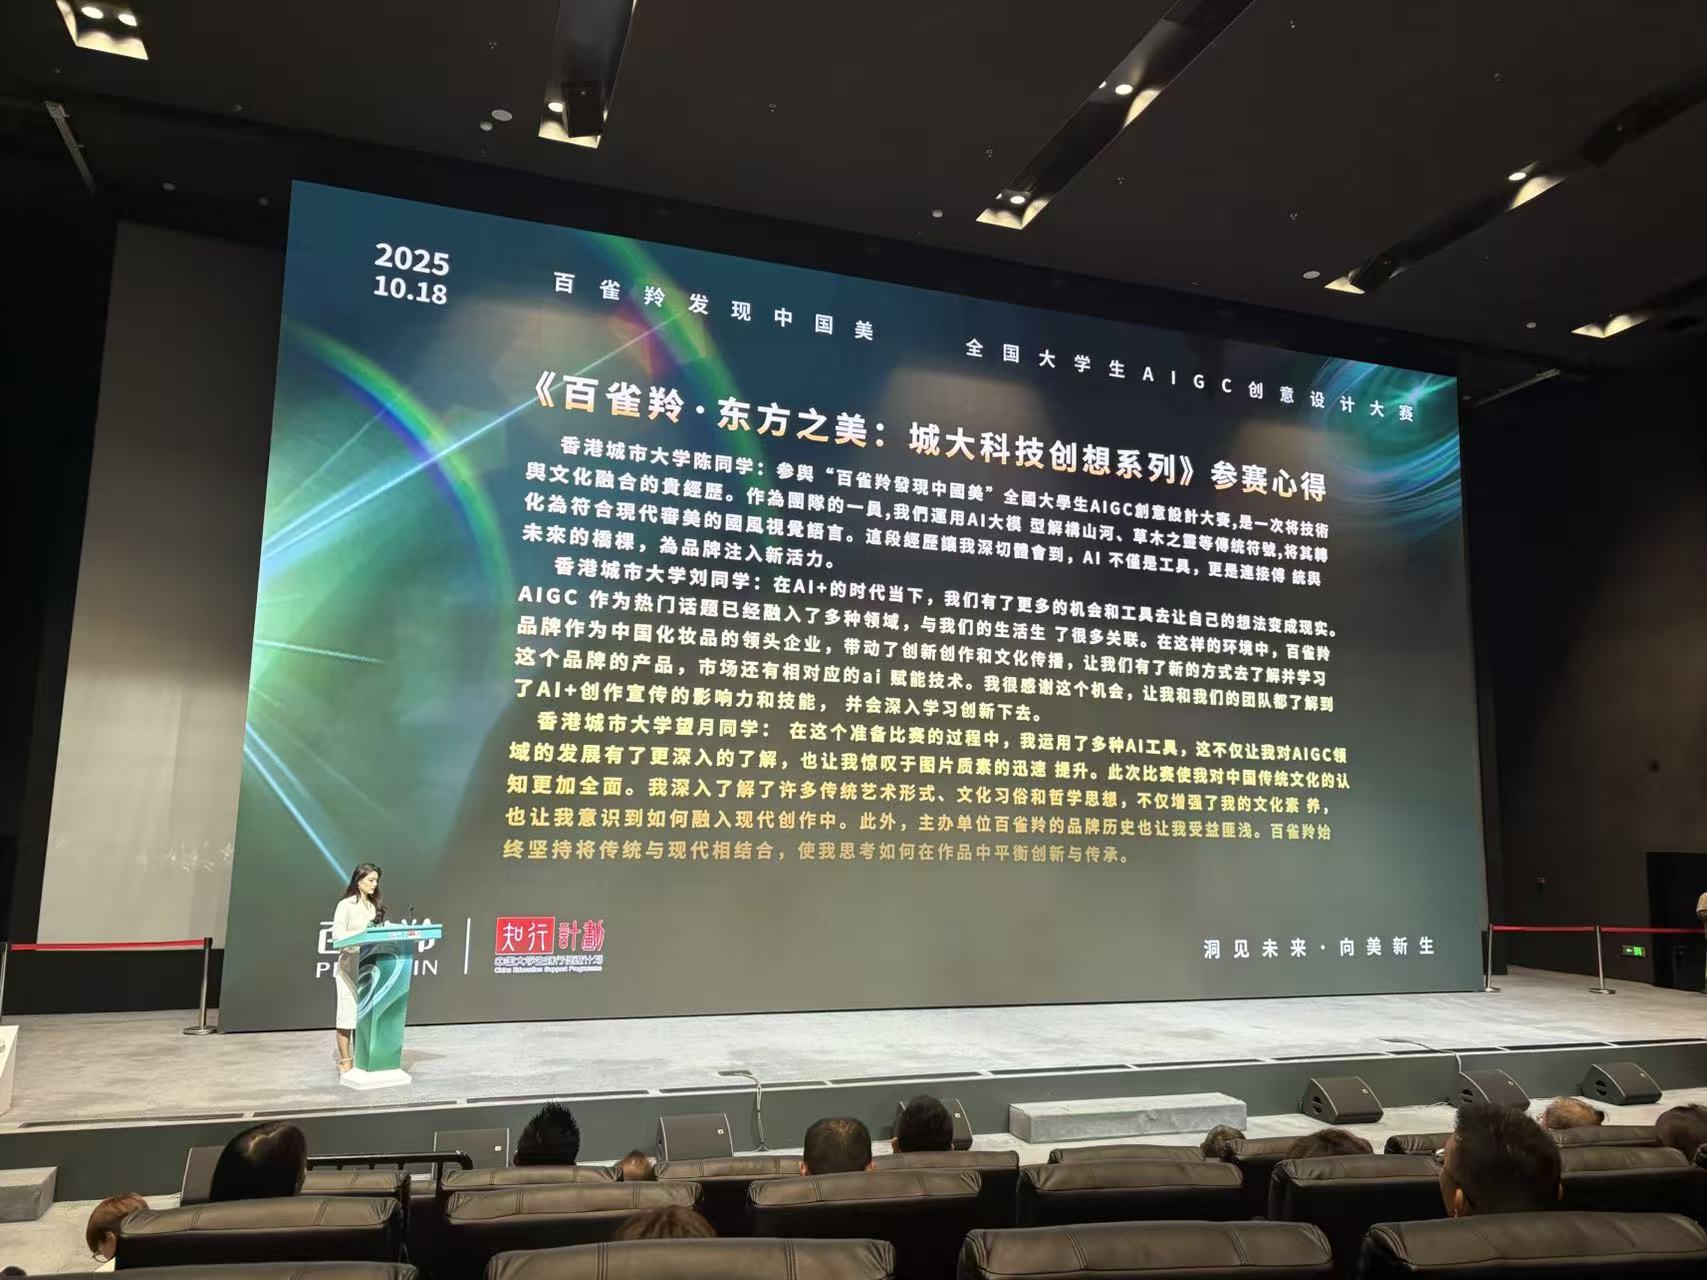 2025
10.18
百雀羚发现中国美
全国大学生AIGC创意设计大赛
《百雀羚·东方之美：城大科技创想系列》参赛心得
香港城市大学陈同学：参與“百雀羚發現中國美”全國大學生AIGC創意設計大赛,是一次将技術
與文化融合的貴經歷。作為團隊的一員,我們運用AI大模 型解構山河、草木之靈等傳統符號,将其轉
化為符合現代審美的國風視覺語言。這段經歷讓我深切體會到，AI 不僅是工具，更是連接傳 統與
未來的橋樑，為品牌注入新活力。
香港城市大学刘同学：在AI+的时代当下，我们有了更多的机会和工具去让自己的想法变成现实。
AIGC 作为热门话题已经融入了多种领域，与我们的生活生 了很多关联。在这样的环境中，百雀羚
品牌作为中国化妆品的领头企业，带动了创新创作和文化传播，让我们有了新的方式去了解并学习
这个品牌的产品，市场还有相对应的ai 赋能技术。我很感谢这个机会，让我和我们的团队都了解到
了AI+创作宣传的影响力和技能， 并会深入学习创新下去。
香港城市大学望月同学： 在这个准备比赛的过程中，我运用了多种AI工具，这不仅让我对AIGC领
域的发展有了更深入的了解，也让我惊叹于图片质素的迅速 提升。此次比赛使我对中国传统文化的认
知更加全面。我深入了解了许多传统艺术形式、文化习俗和哲学思想，不仅增强了我的文化素 养，
也让我意识到如何融入现代创作中。此外，主办单位百雀羚的品牌历史也让我受益匪浅。百雀羚始
终坚持将传统与现代相结合，使我思考如何在作品中平衡创新与传承。
知行計劃
China Education Support Programme
洞见未来·向美新生